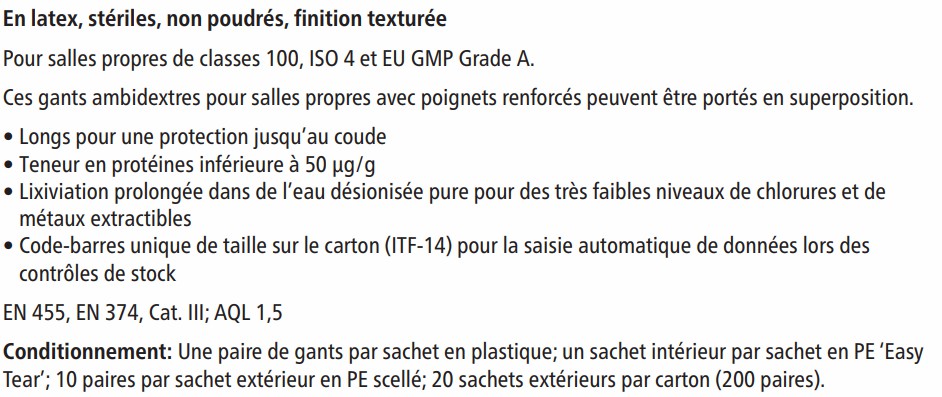 En latex, stériles, non poudrés, finition texturée
Pour salles propres de classes 100, ISO 4 et EU GMP Grade A.
Ces gants ambidextres pour salles propres avec poignets renforcés peuvent être portés en superposition.
• Longs pour une protection jusqu’au coude
• Teneur en protéines inférieure à 50 µg/g
• Lixiviation prolongée dans de l’eau désionisée pure pour des très faibles niveaux de chlorures et de
métaux extractibles
• Code-barres unique de taille sur le carton (ITF-14) pour la saisie automatique de données lors des
contrôles de stock
EN 455, EN 374, Cat. III; AQL 1,5
Conditionnement: Une paire de gants par sachet en plastique; un sachet intérieur par sachet en PE ‘Easy
Tear’; 10 paires par sachet extérieur en PE scellé; 20 sachets extérieurs par carton (200 paires).